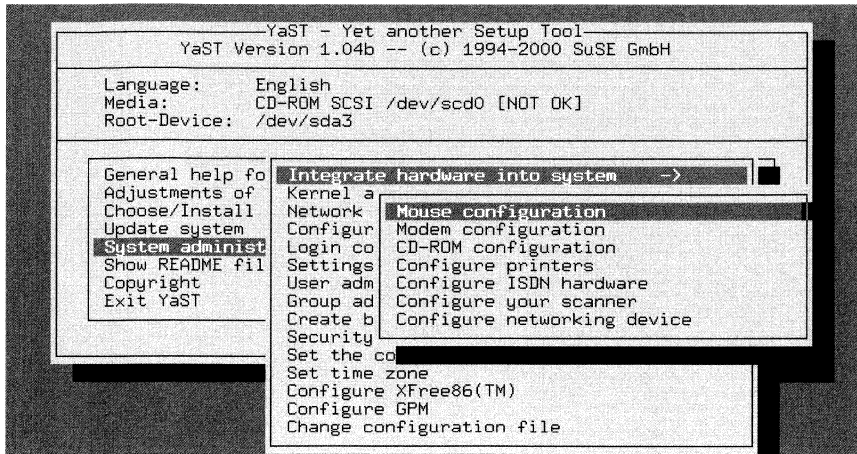 YaST - Yet another Setup Tool
YaST Version 1.04b -- (c) 1994-2000 SuSE GmbH
Language: English
Media: CD-ROM SCSI /dev/scd0 [NOT OK]
Root-Device: /dev/sda3
General help fo
Adjustments of
Choose/Install
Update system
System administ
Show README fil
Copyright
Exit YaST
Integrate hardware into system ->
Kernel a
Network
Configur
Login co
Settings
User adm
Group ad
Create b
Security
Set the co
Set time zone
Configure XFree86(TM)
Configure GPM
Change configuration file
Mouse configuration
Modem configuration
CD-ROM configuration
Configure printers
Configure ISDN hardware
Configure your scanner
Configure networking device